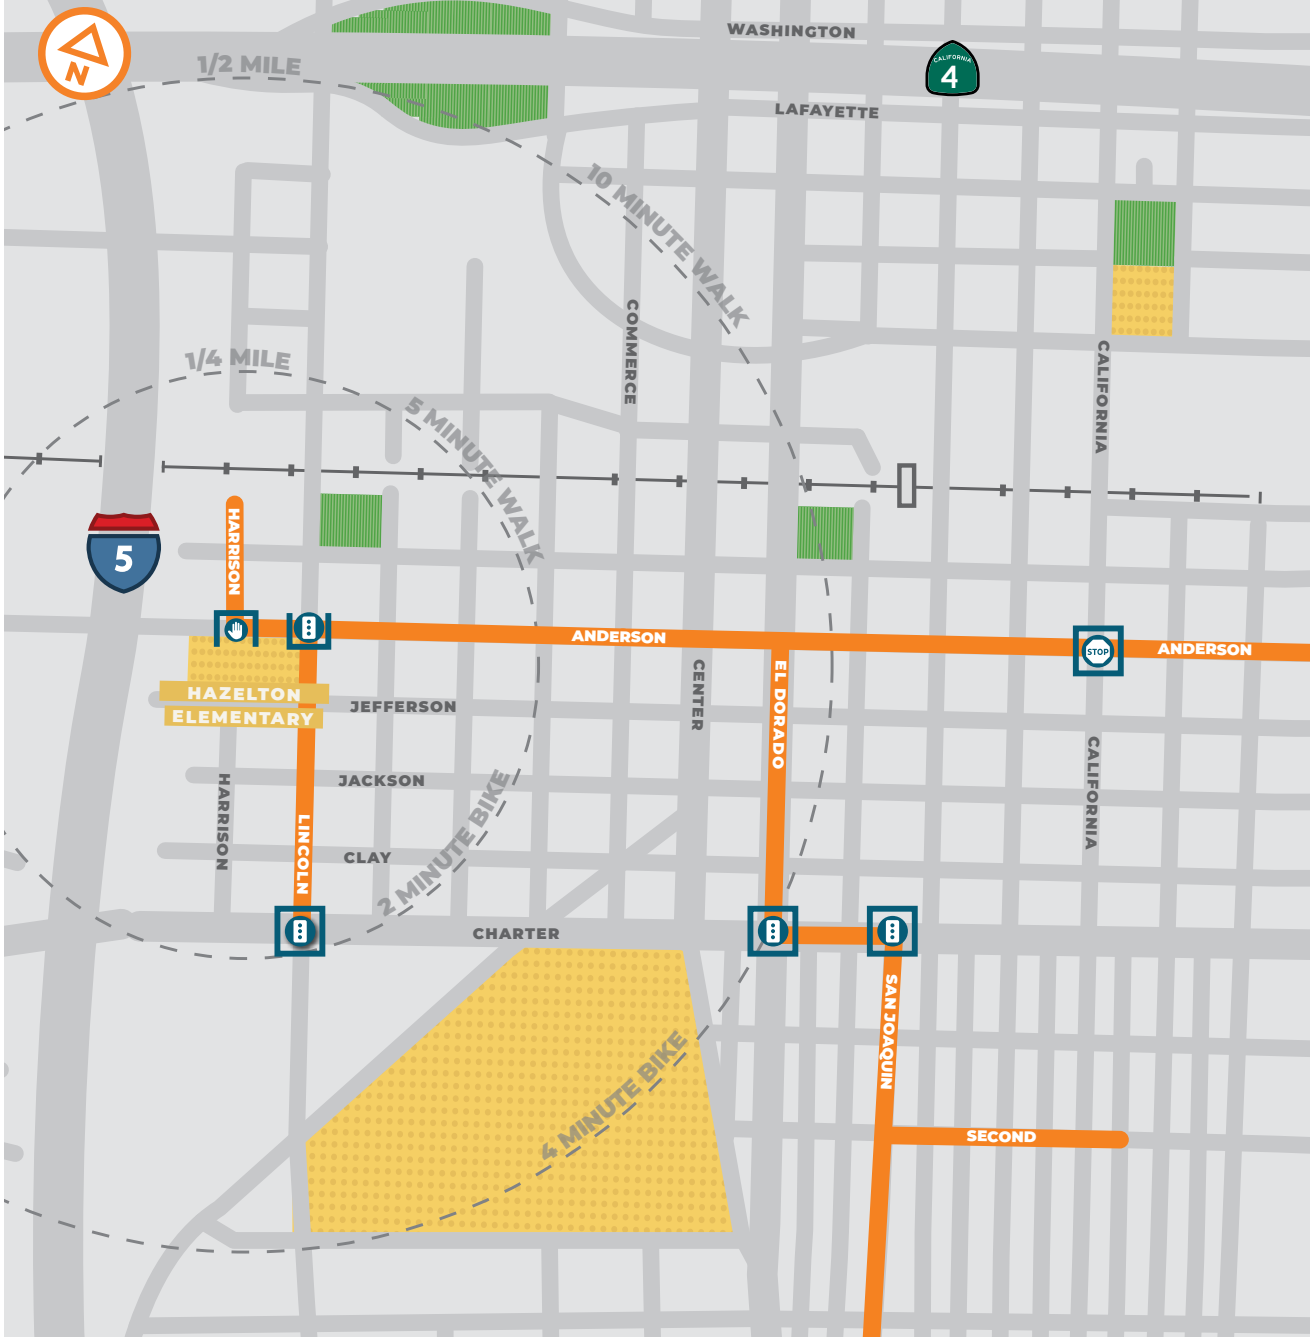 WASHINGTON
N
1/2 MILE
CALIFORNIA
4
LAFAYETTE
10 MINUTE WALK
COMMERCE
1/4 MILE
CALIFORNIA
5 MINUTE WALK
HARRISON
5
ANDERSON
STOP
ANDERSON
HAZELTON
ELEMENTARY
JEFFERSON
CENTER
EL DORADO
JACKSON
HARRISON
CALIFORNIA
LINCOLN
CLAY
2 MINUTE BIKE
CHARTER
SAN JOAQUIN
4 MINUTE BIKE
SECOND